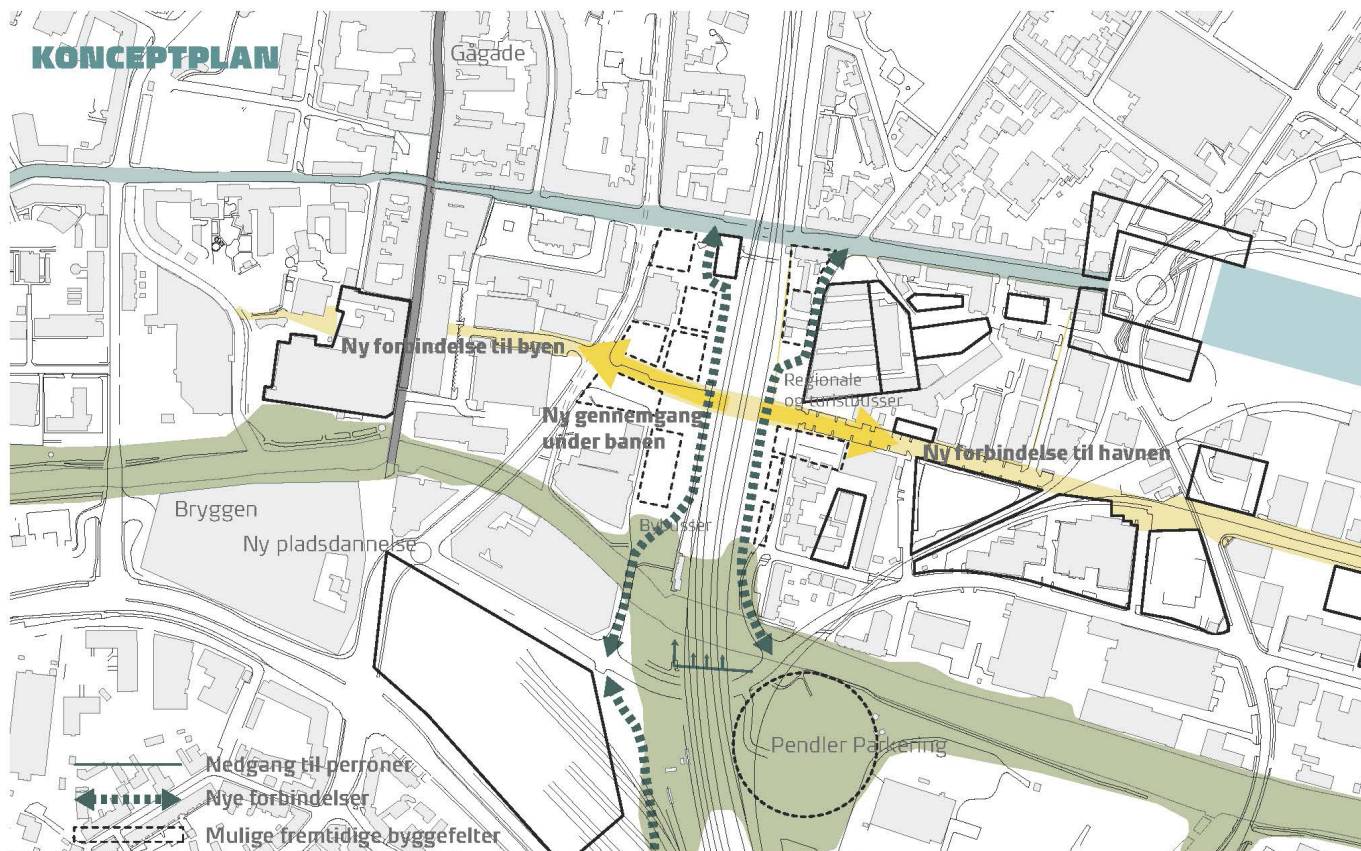 KONCEPTPLAN
Gågade
Ny forbindelse til byen
Regionale
og turistbusser
Ny gennemgang
under banen
Ny forbindelse til havnen
Bryggen
Bybusser
Ny pladsdannelse
Pendler Parkering
Nedgang til perroner
Nye forbindelser
Mulige fremtidige byggefelter